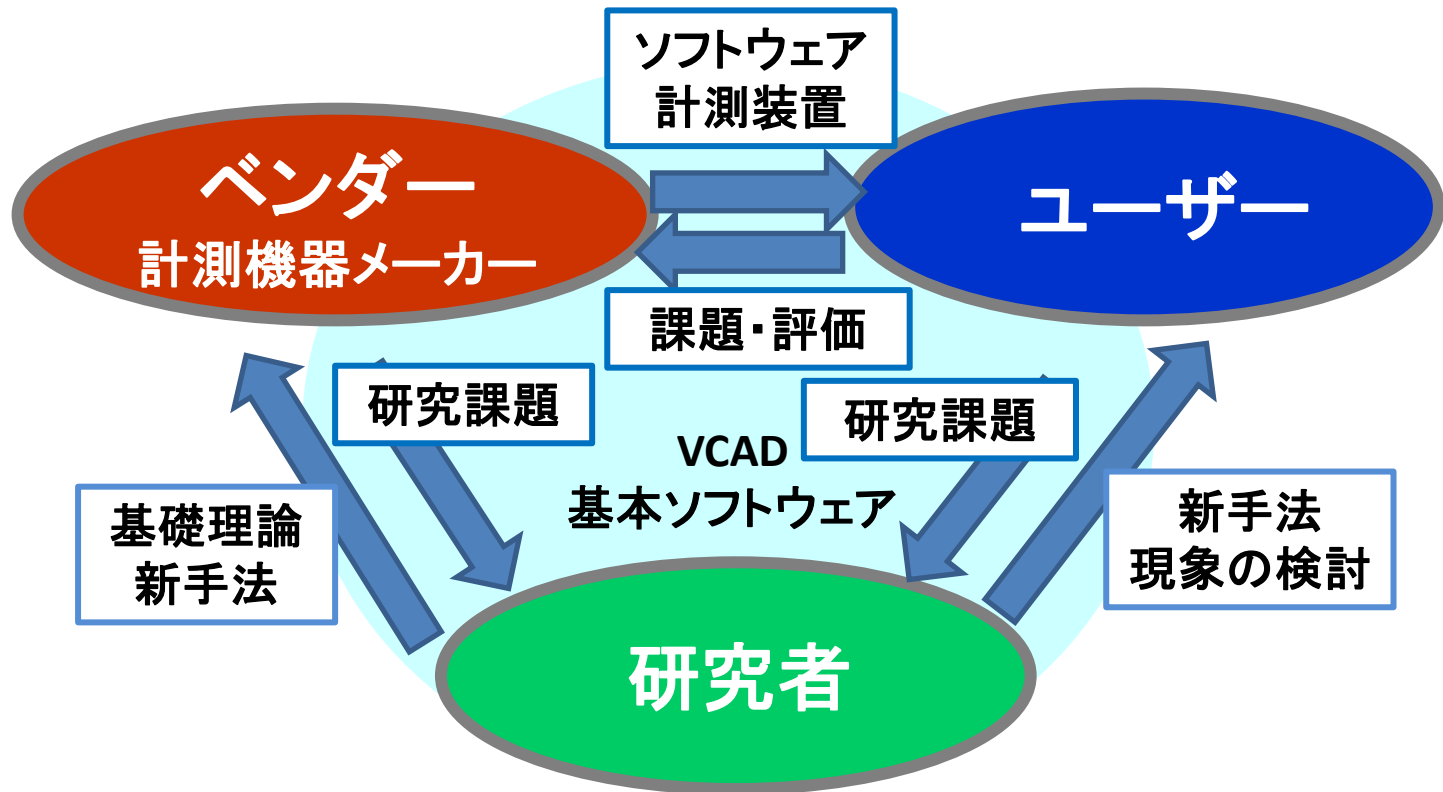 ソフトウェア
計測装置
ベンダー
計測機器メーカー
ユーザー
課題・評価
研究課題
研究課題
VCAD
基本ソフトウェア
基礎理論
新手法
新手法
現象の検討
研究者